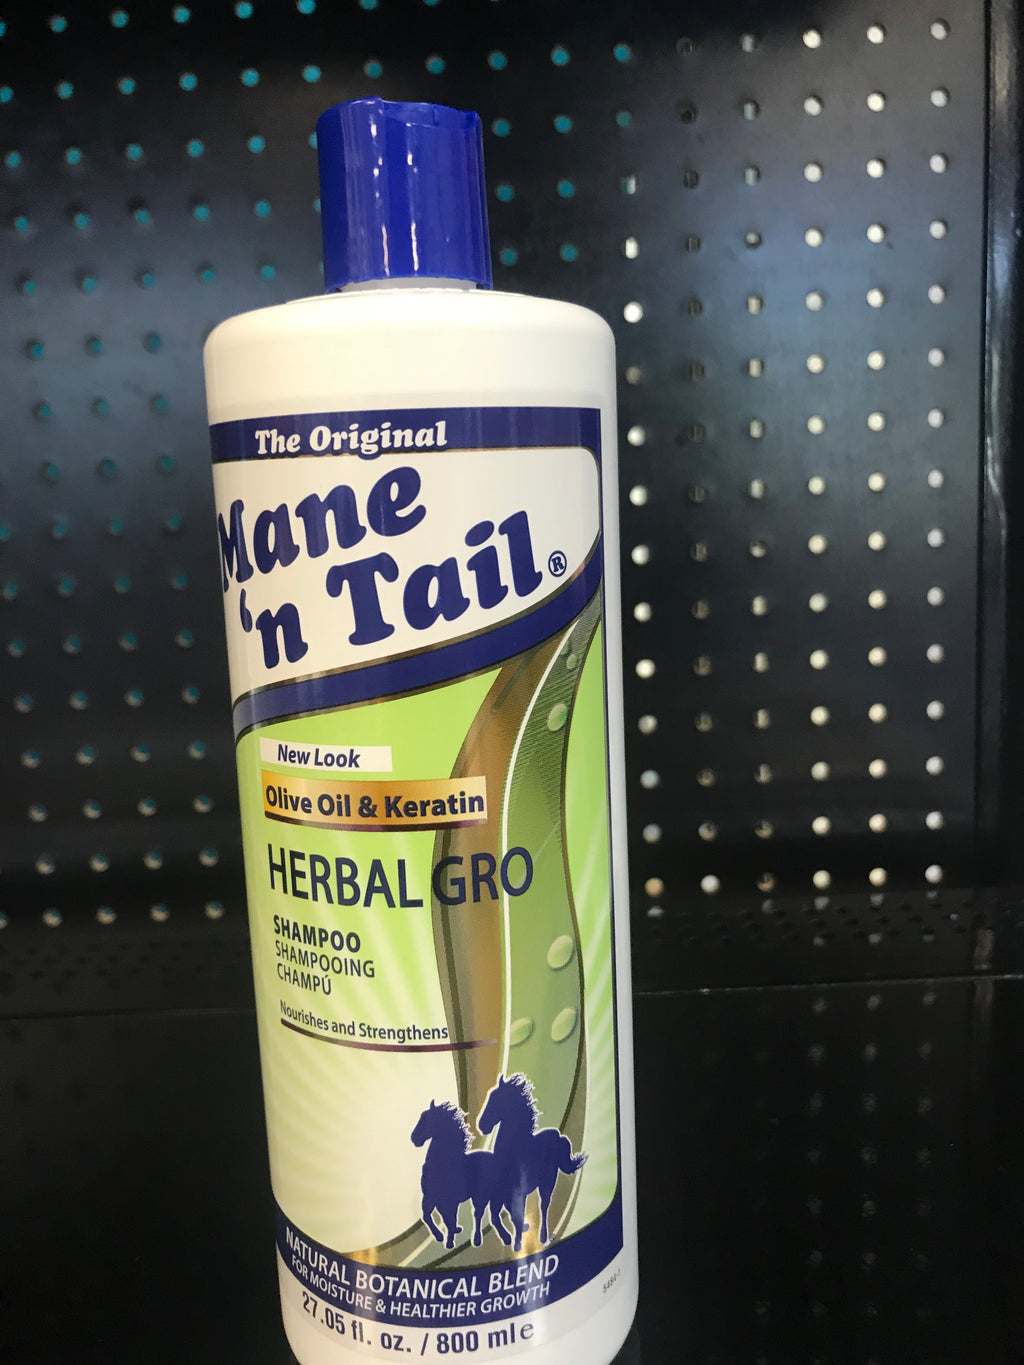 The Original
Mane
'n Tail®
New Look
Olive Oil & Keratin
HERBAL GRO
SHAMPOO
SHAMPOOING
CHAMPÚ
Nourishes and Strengthens
NATURAL BOTANICAL BLEND
FOR MOISTURE & HEALTHIER GROWTH
27.05 fl. oz. / 800 ml e